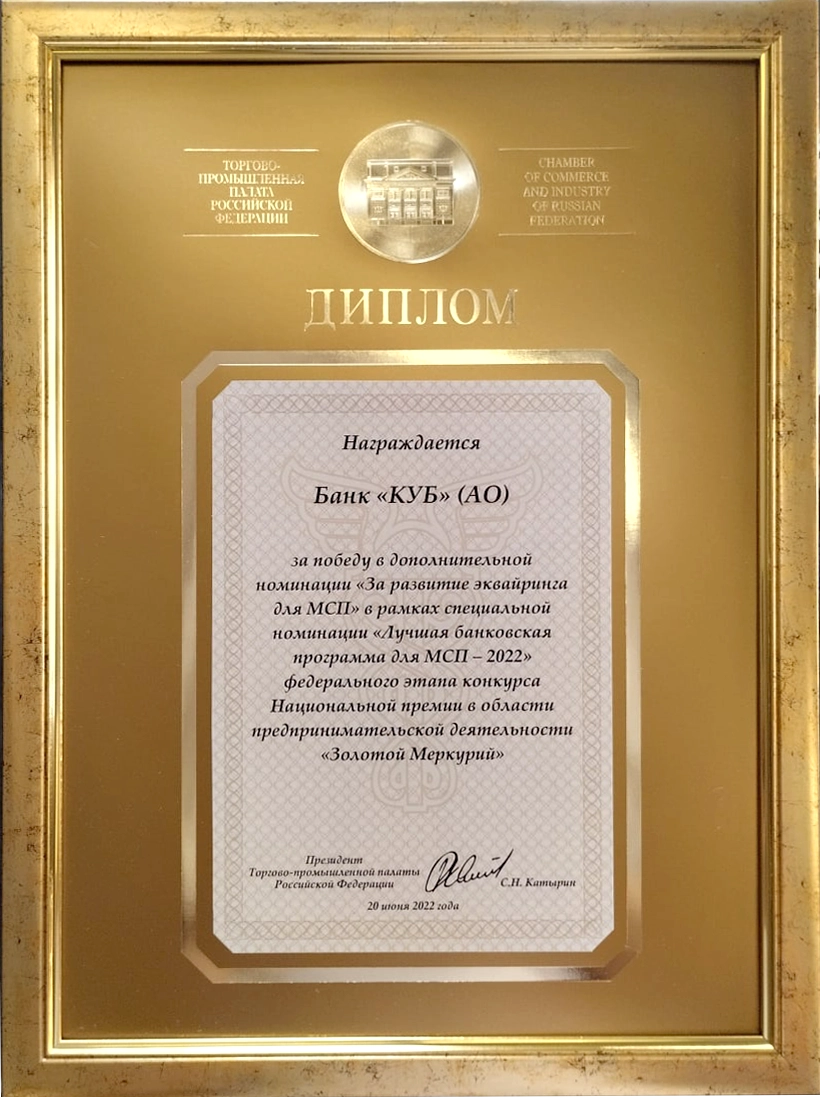 ТОРГОВО-
ПРОМЫШЛЕННАЯ
ПАЛАТА
РОССИЙСКОЙ
ФЕДЕРАЦИИ
CHAMBER
OF COMMERCE
AND INDUSTRY
OF RUSSIAN
FEDERATION
ДИПЛОМ
Награждается
Банк «КУБ» (АО)
за победу в дополнительной
номинации «За развитие эквайринга
для МСП» в рамках специальной
номинации «Лучшая банковская
программа для МСП – 2022»
федерального этапа конкурса
Национальной премии в области
предпринимательской деятельности
«Золотой Меркурий»
Президент
Торгово-промышленной палаты
Российской Федерации
С.Н. Катырин
20 июня 2022 года